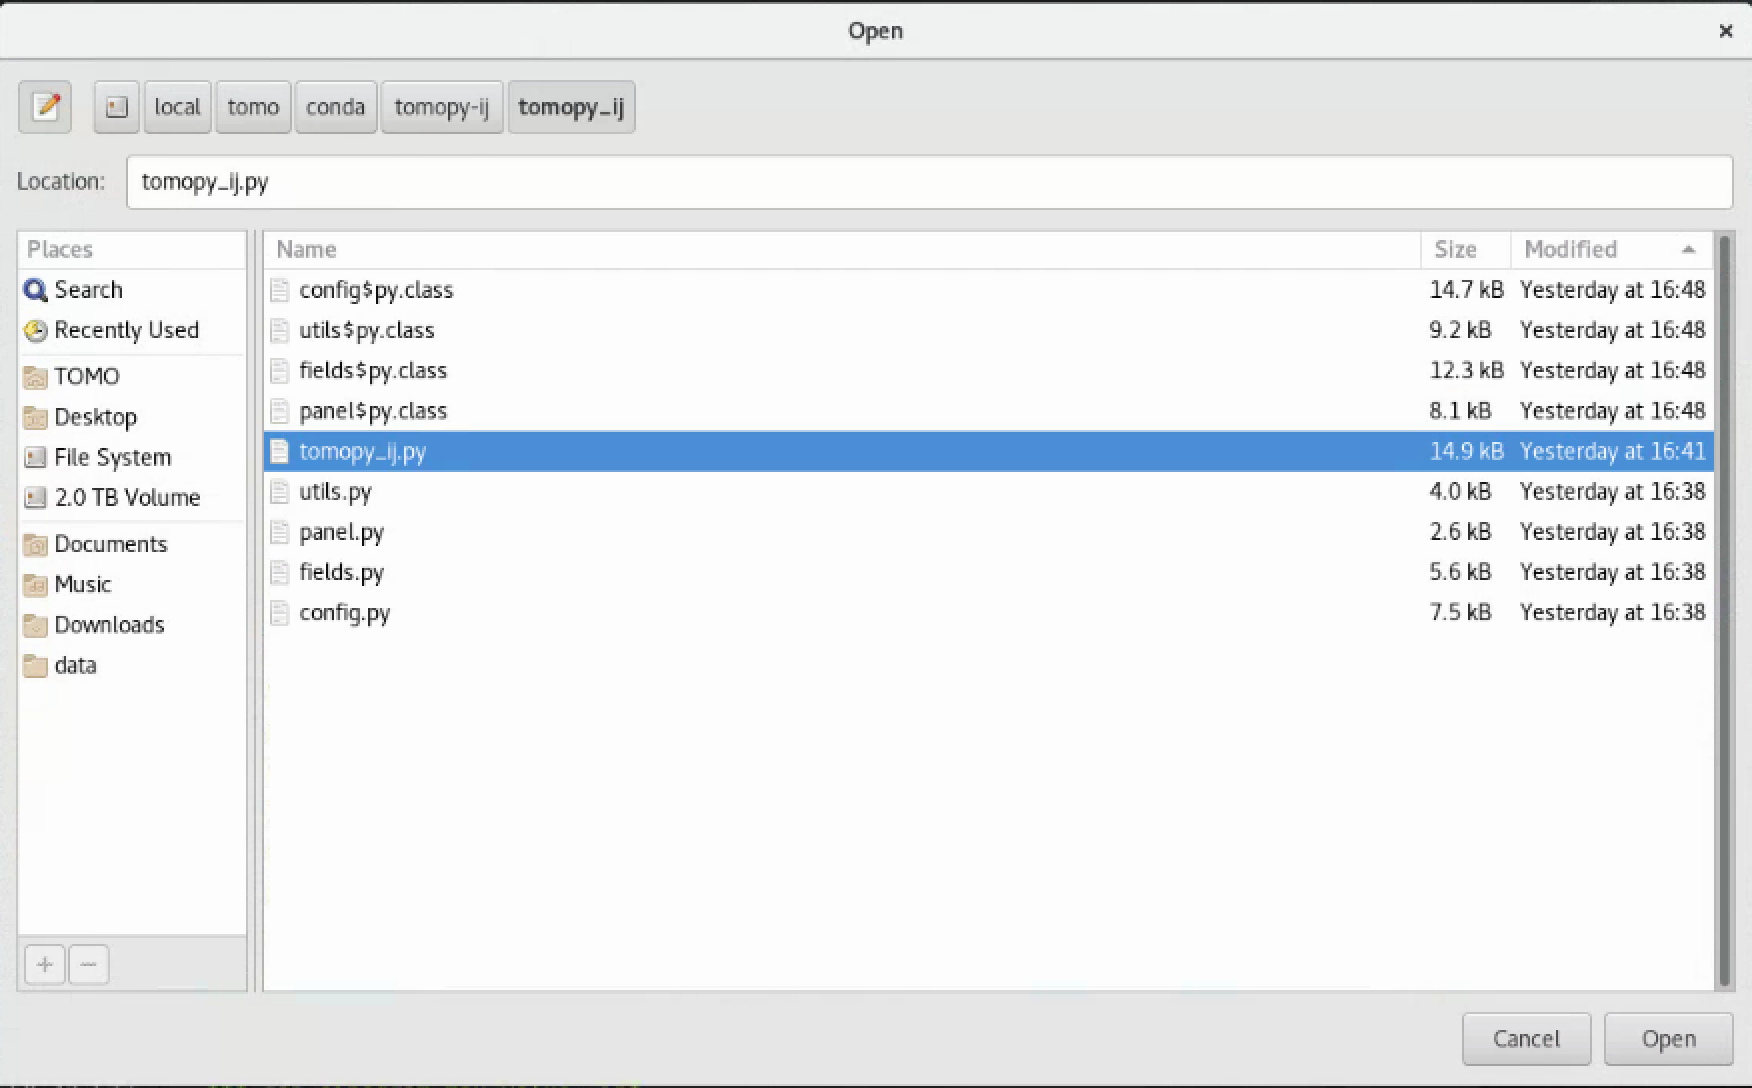 Open
local tomo conda tomopy-ij tomopy_ij
Location: tomopy_ij.py
Places
Search
Recently Used
TOMO
Desktop
File System
2.0 TB Volume
Documents
Music
Downloads
data
Name Size Modified
config$py.class 14.7 kB Yesterday at 16:48
utils$py.class 9.2 kB Yesterday at 16:48
fields$py.class 12.3 kB Yesterday at 16:48
panel$py.class 8.1 kB Yesterday at 16:48
tomopy_ij.py 14.9 kB Yesterday at 16:41
utils.py 4.0 kB Yesterday at 16:38
panel.py 2.6 kB Yesterday at 16:38
fields.py 5.6 kB Yesterday at 16:38
config.py 7.5 kB Yesterday at 16:38
Cancel Open